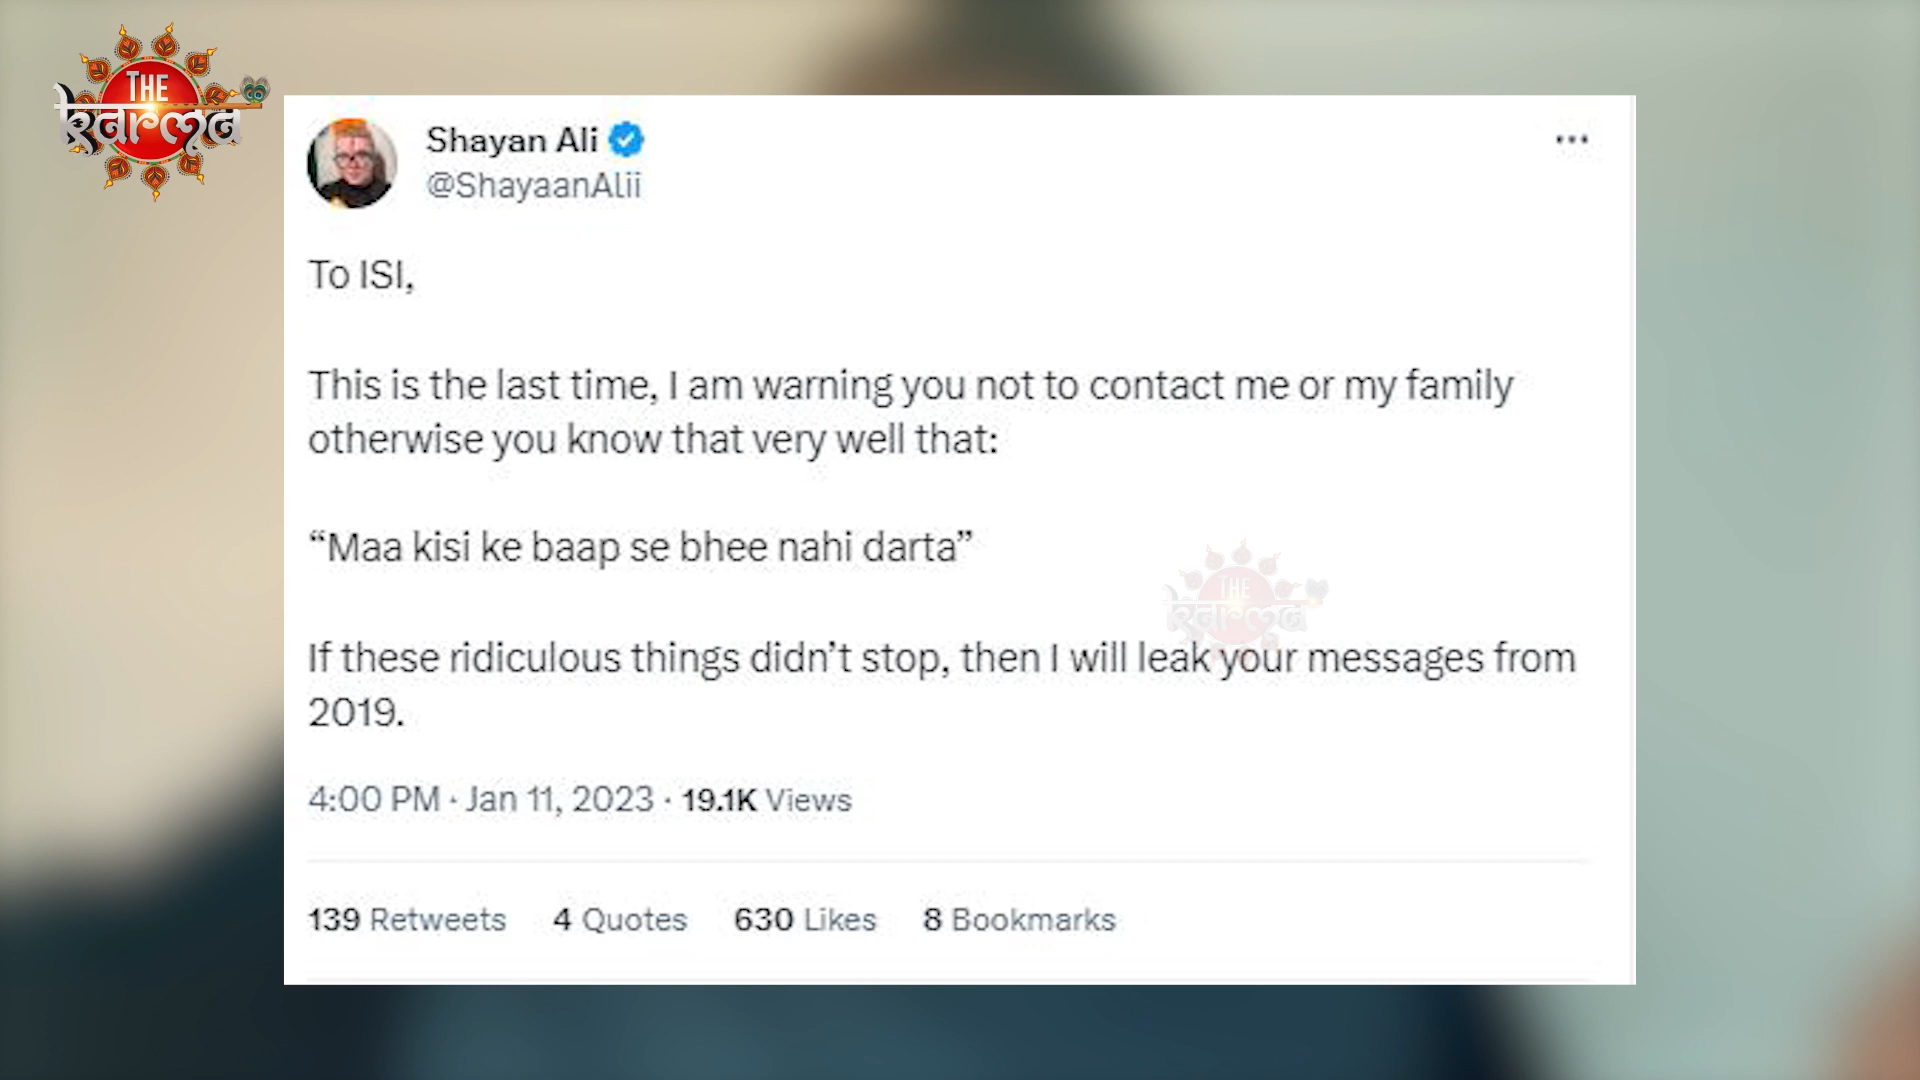 THE
karma
Shayan Ali
@ShayaanAlii
To ISI,
This is the last time, I am warning you not to contact me or my family
otherwise you know that very well that:
“Maa kisi ke baap se bhee nahi darta”
THE
karma
If these ridiculous things didn’t stop, then I will leak your messages from
2019.
4:00 PM · Jan 11, 2023 · 19.1K Views
139 Retweets 4 Quotes 630 Likes 8 Bookmarks